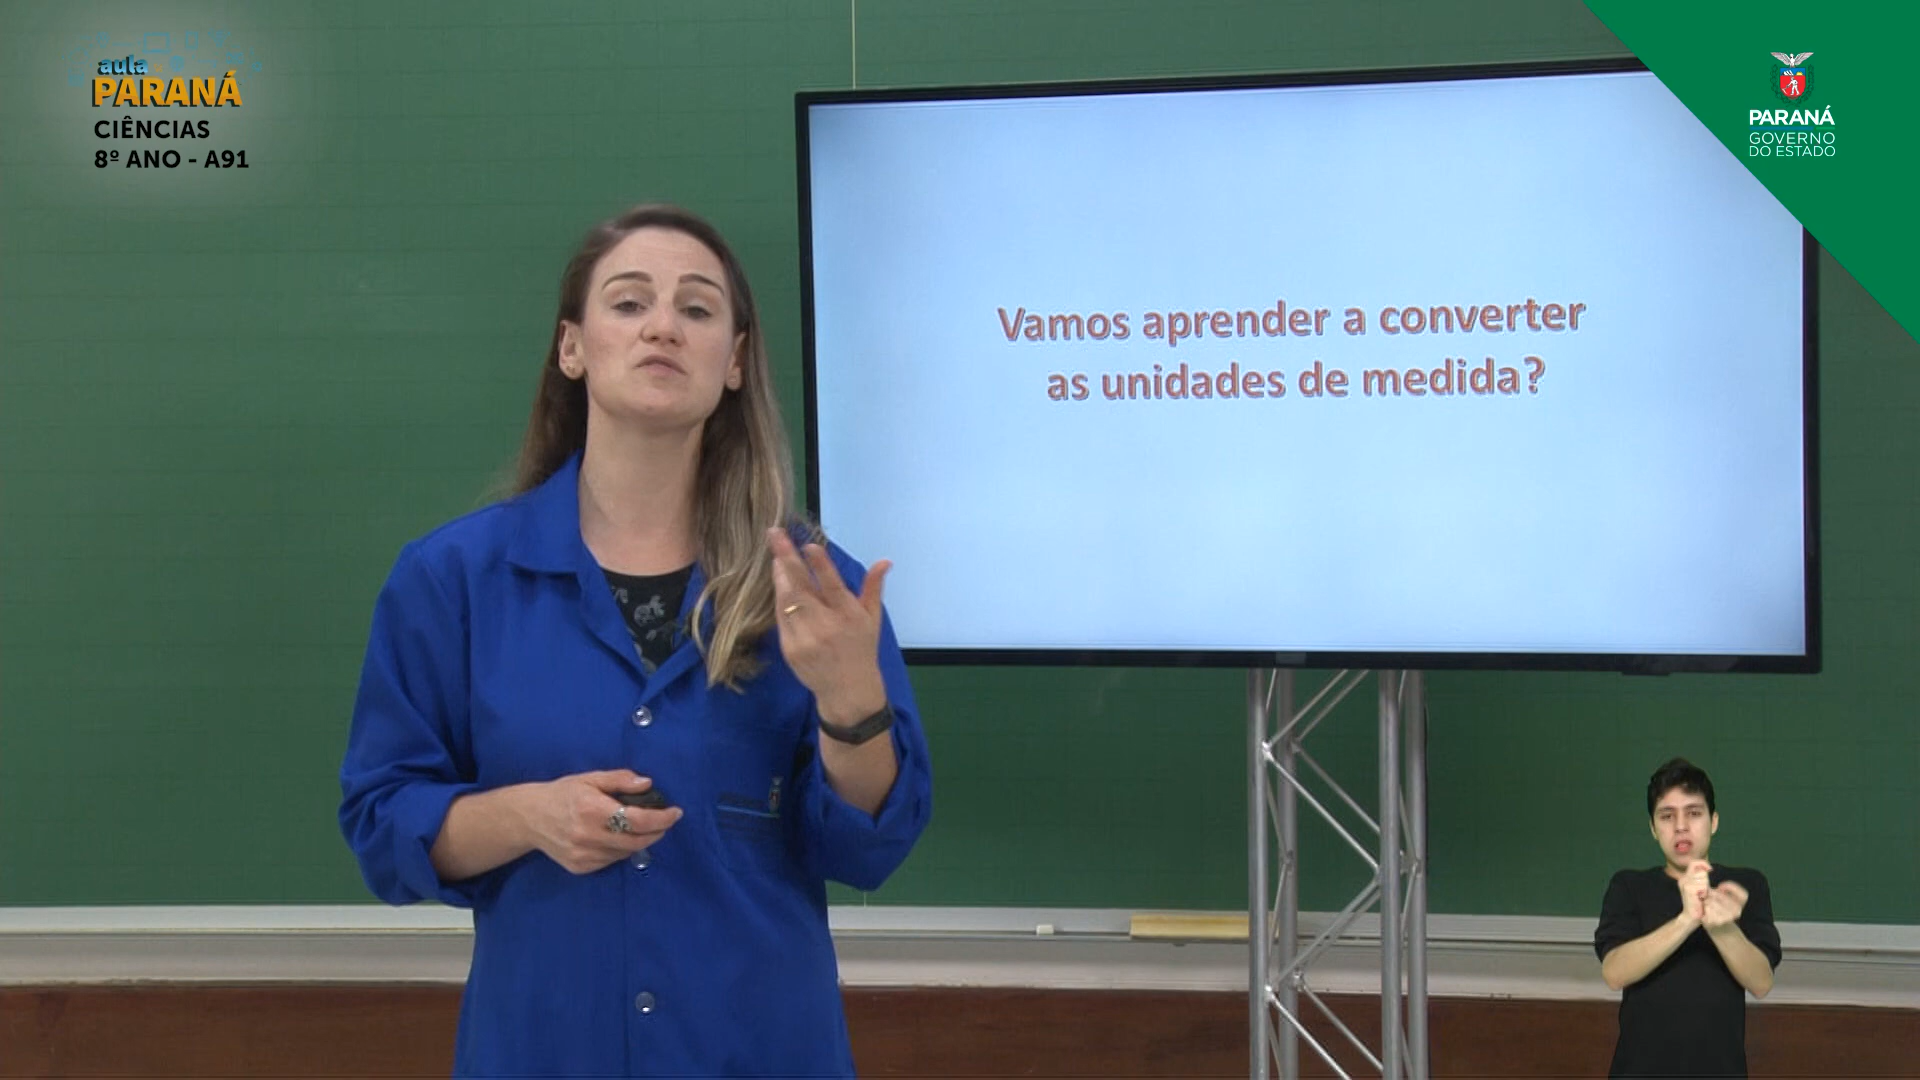 aula
PARANÁ
CIÊNCIAS
8º ANO - A91
PARANÁ
GOVERNO
DO ESTADO
Vamos aprender a converter
as unidades de medida?